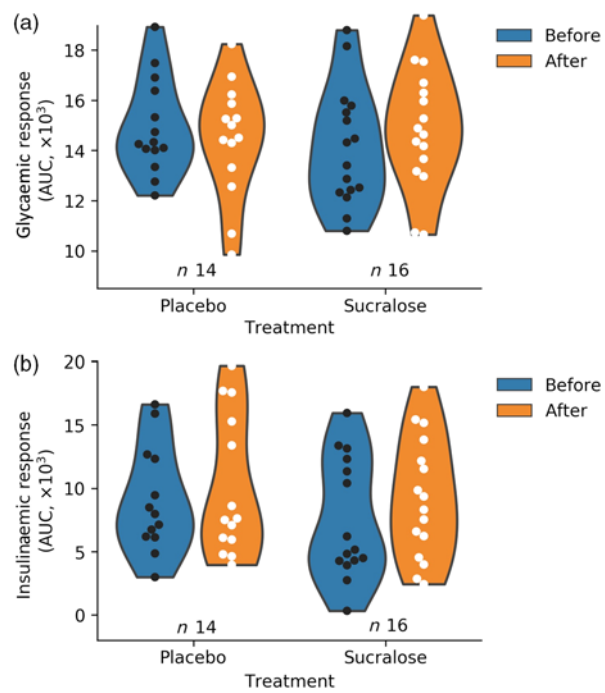 (a)
Glycaemic response
(AUC, ×10³)
18
16
14
12
10
n 14
n 16
Placebo
Sucralose
Treatment
Before
After
(b)
Insulinaemic response
(AUC, ×10³)
20
15
10
5
0
n 14
n 16
Placebo
Sucralose
Treatment
Before
After